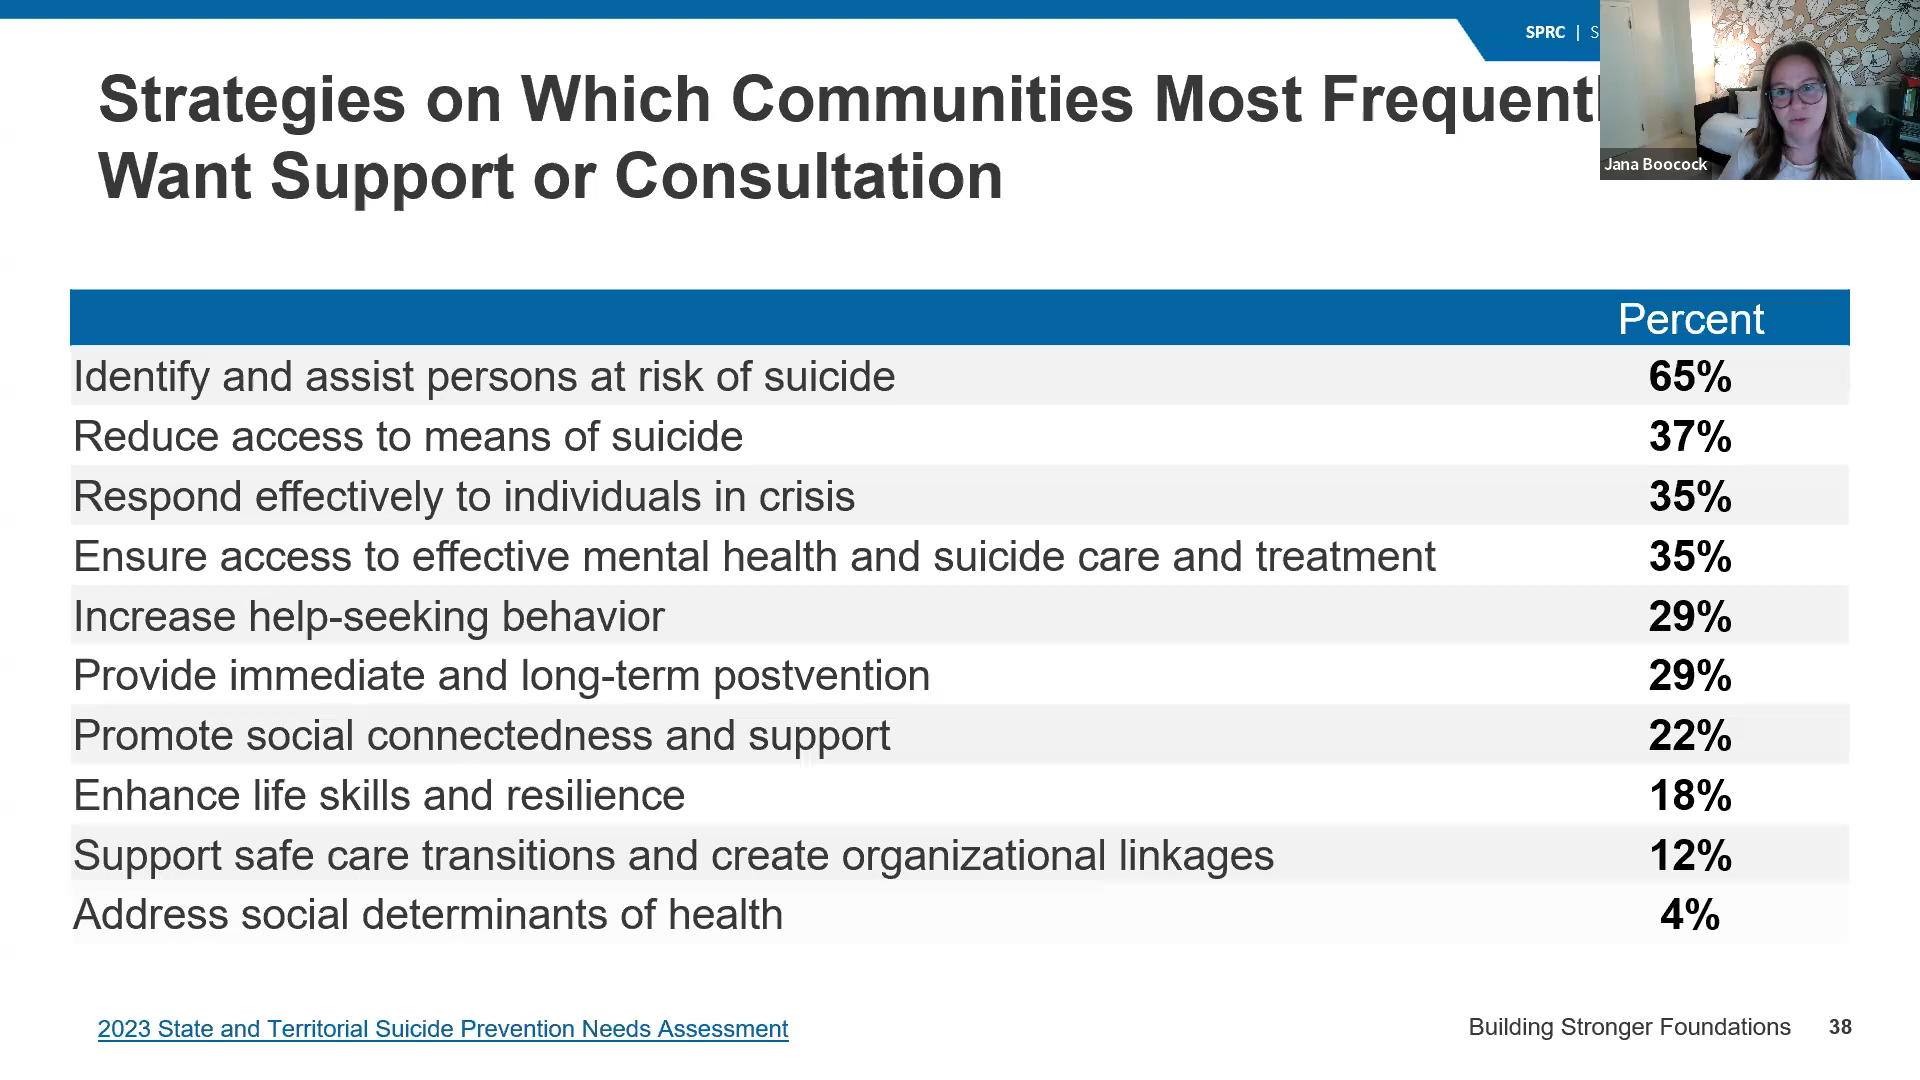 SPRC | S
Strategies on Which Communities Most Frequent
Want Support or Consultation
Jana Boocock
Percent
Identify and assist persons at risk of suicide 65%
Reduce access to means of suicide 37%
Respond effectively to individuals in crisis 35%
Ensure access to effective mental health and suicide care and treatment 35%
Increase help-seeking behavior 29%
Provide immediate and long-term postvention 29%
Promote social connectedness and support 22%
Enhance life skills and resilience 18%
Support safe care transitions and create organizational linkages 12%
Address social determinants of health 4%
2023 State and Territorial Suicide Prevention Needs Assessment
Building Stronger Foundations 38